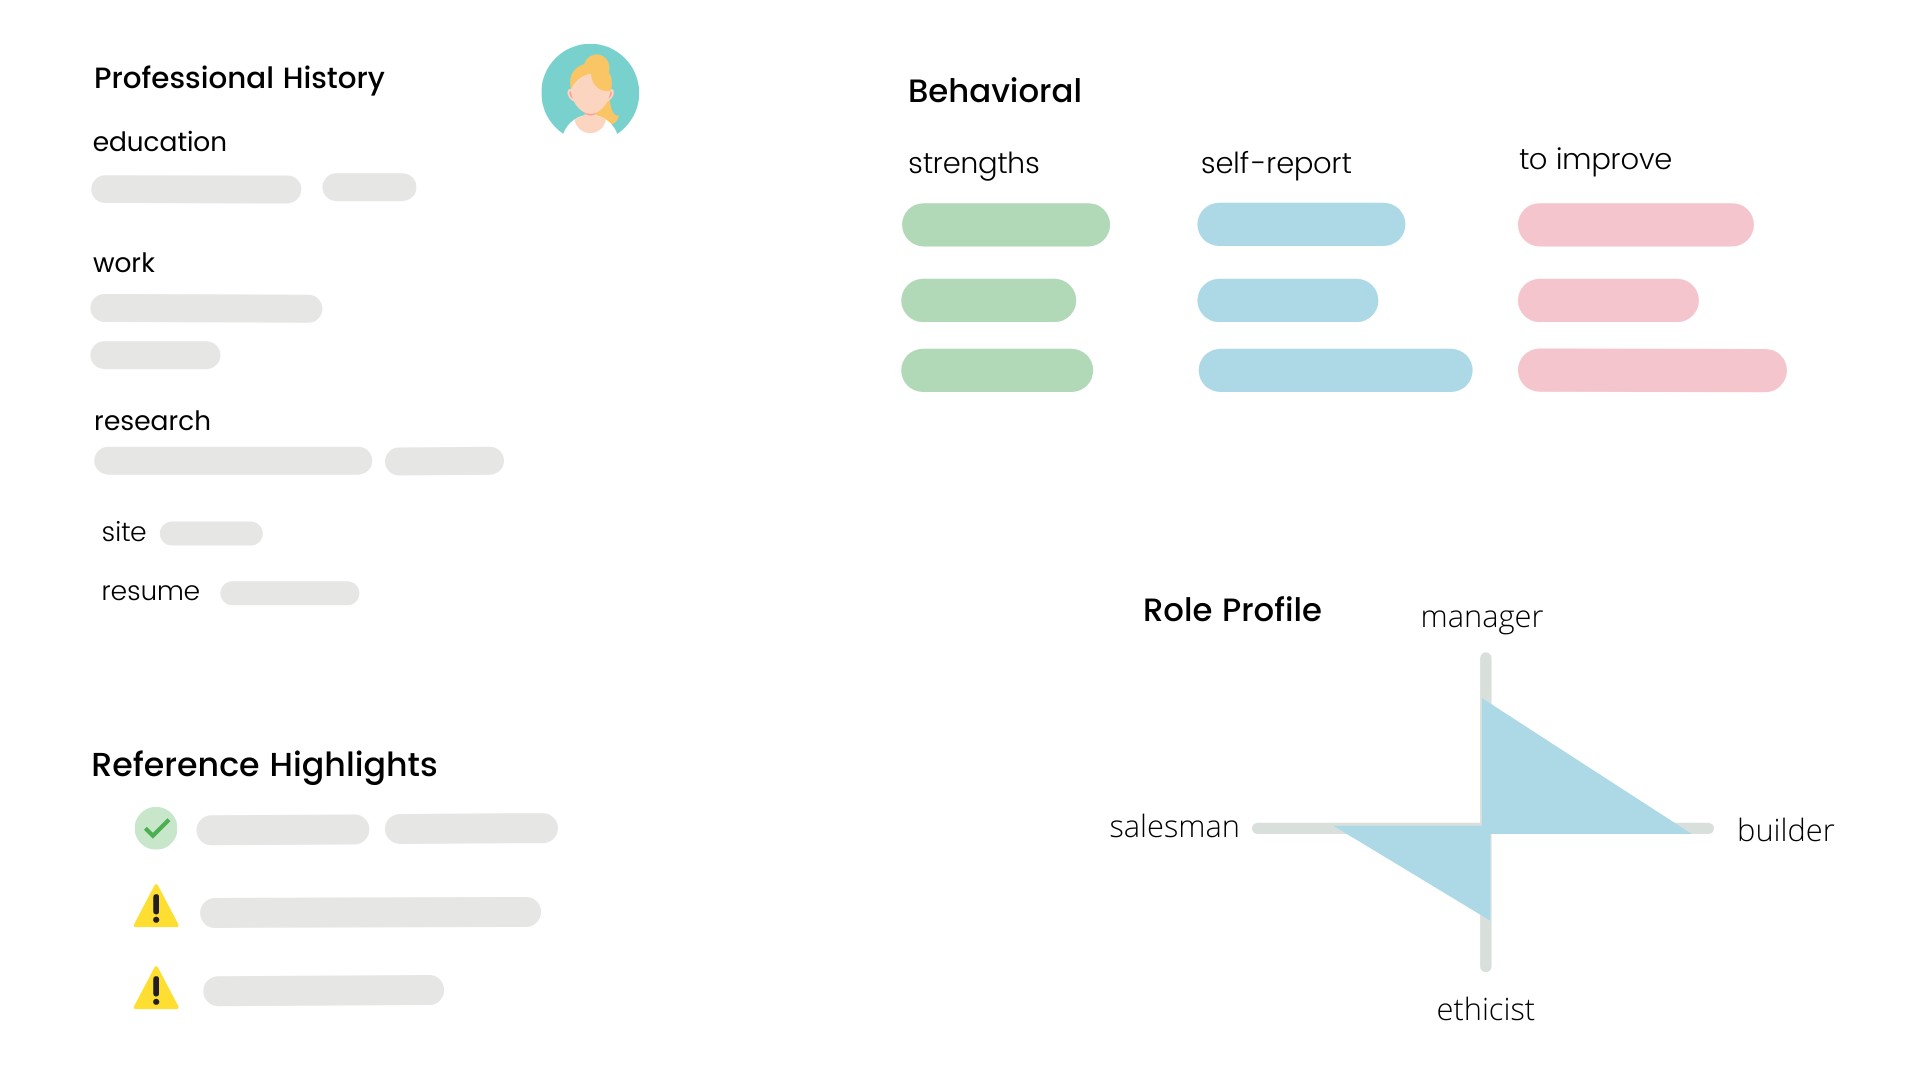 Professional History
education
work
research
site
resume
Reference Highlights
Behavioral
strengths
self-report
to improve
Role Profile
manager
salesman
builder
ethicist